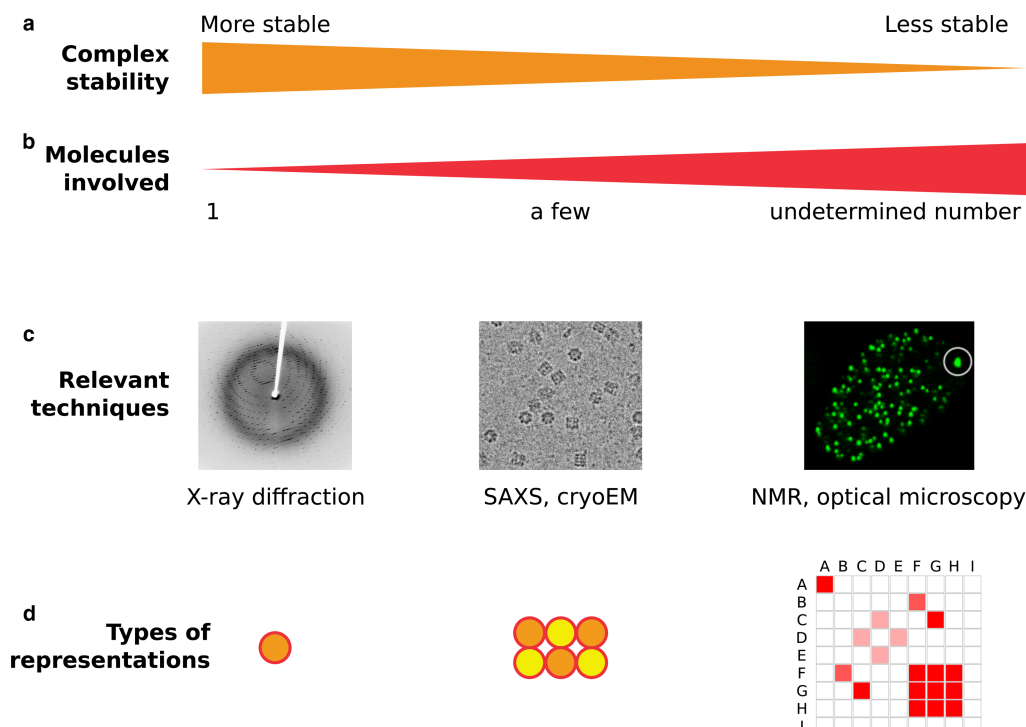 a
More stable
Less stable
Complex
stability
b
Molecules
involved
1
a few
undetermined number
c
Relevant
techniques
X-ray diffraction
SAXS, cryoEM
NMR, optical microscopy
d
Types of
representations
A B C D E F G H I
A
B
C
D
E
F
G
H
I